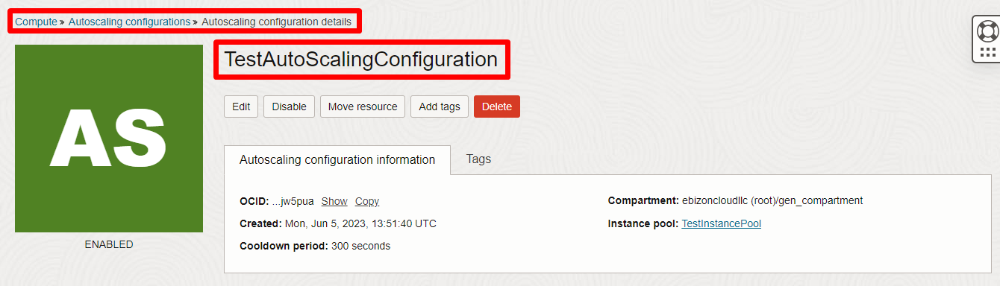 Compute » Autoscaling configurations » Autoscaling configuration details
TestAutoScalingConfiguration
Edit Disable Move resource Add tags Delete
AS
ENABLED
Autoscaling configuration information Tags
OCID: ...jw5pua Show Copy
Created: Mon, Jun 5, 2023, 13:51:40 UTC
Cooldown period: 300 seconds
Compartment: ebizoncloudllc (root)/gen_compartment
Instance pool: TestInstancePool